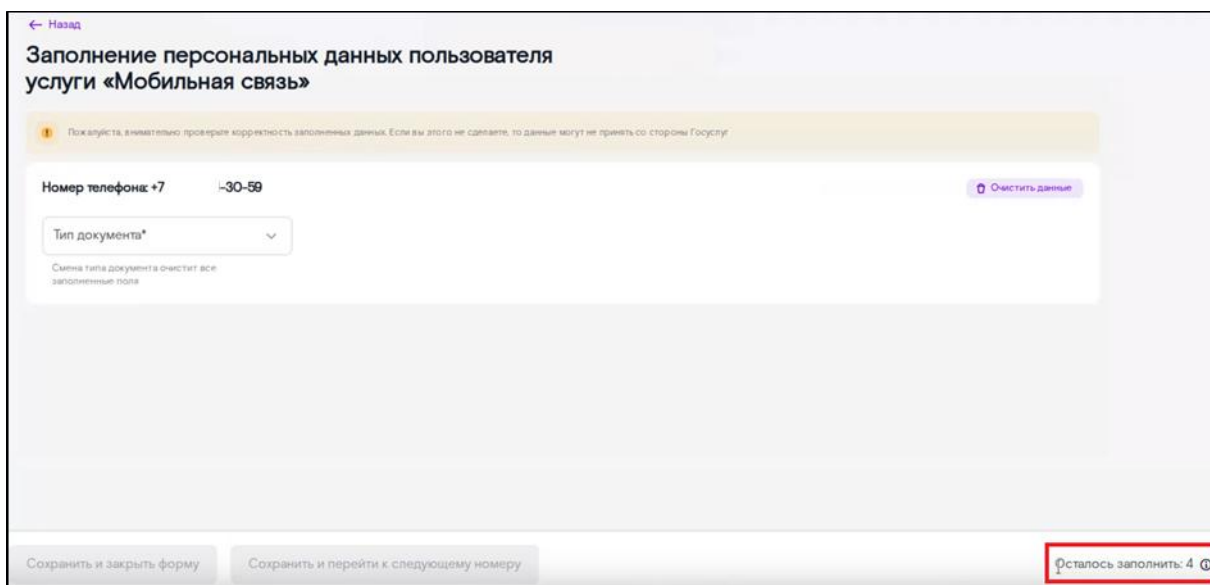 ← Назад
Заполнение персональных данных пользователя
услуги «Мобильная связь»
Пожалуйста, внимательно проверьте корректность заполненных данных. Если вы этого не сделаете, то данные могут не принять со стороны Госуслуг
Номер телефона: +7 -30-59
Очистить данные
Тип документа*
Смена типа документа очистит все
заполненные поля
Сохранить и закрыть форму
Сохранить и перейти к следующему номеру
Осталось заполнить: 4